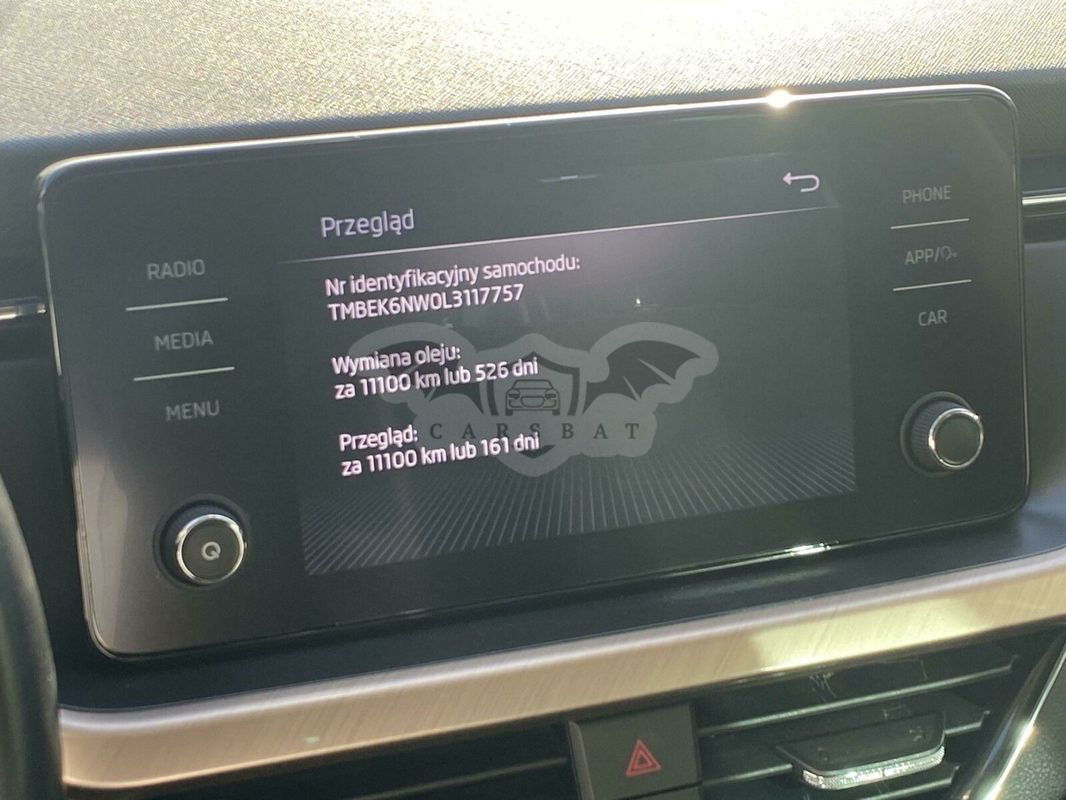 Przegląd
RADIO
MEDIA
MENU
Nr identyfikacyjny samochodu:
TMBEK6NW0L3117757
Wymiana oleju:
za 11100 km lub 526 dni
Przegląd:
za 11100 km lub 161 dni
PHONE
APP/
CAR
CARSBAT